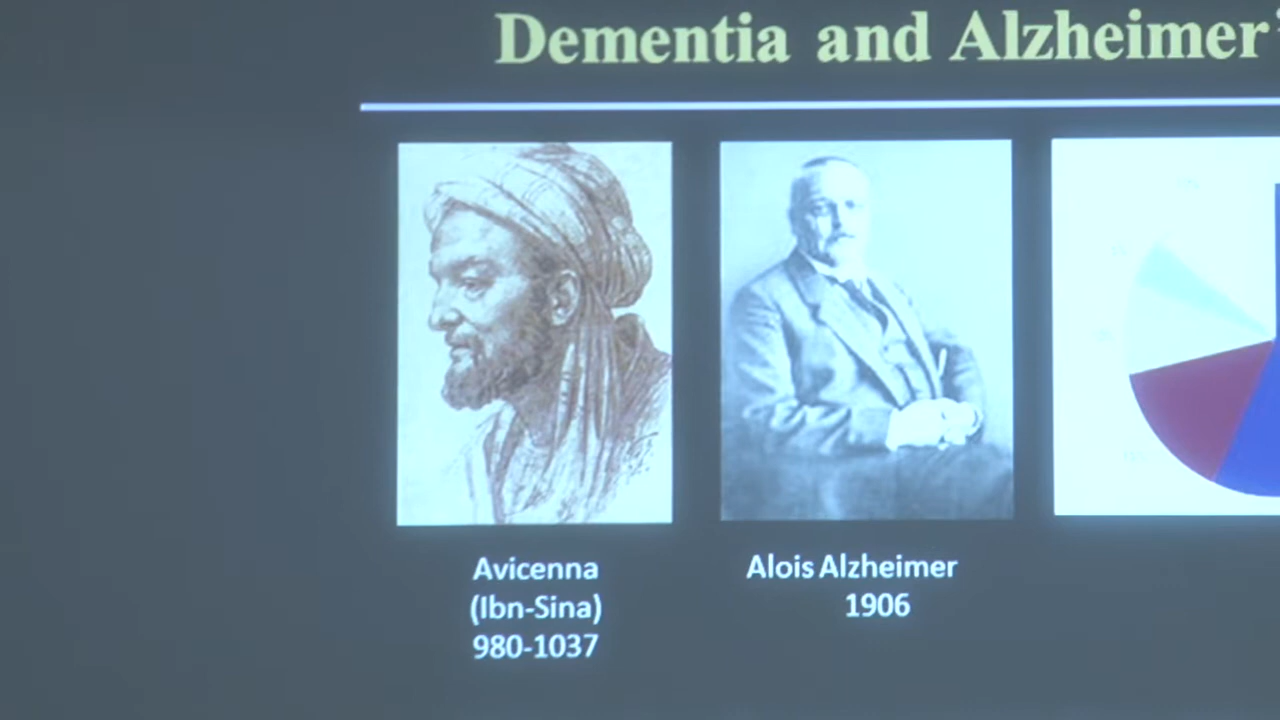 Dementia and Alzheimer'
Avicenna
(Ibn-Sina)
980-1037
Alois Alzheimer
1906